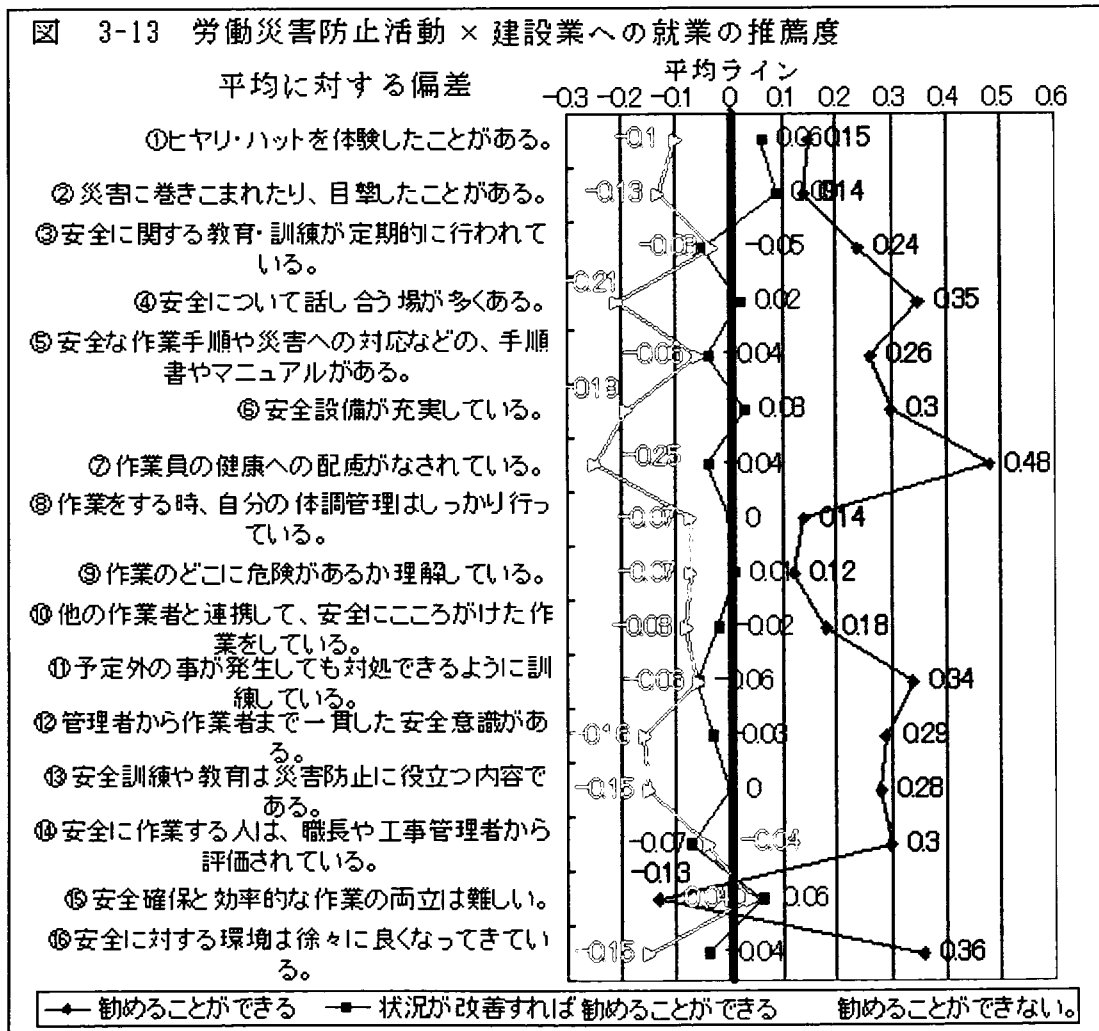 図 3-13 労働災害防止活動 × 建設業への就業の推薦度
平均に対する偏差
平均ライン
-0.3 -0.2 -0.1 0 0.1 0.2 0.3 0.4 0.5 0.6
①ヒヤリ・ハットを体験したことがある。
-0.1 0.06 0.15
②災害に巻きこまれたり、目撃したことがある。
-0.13 0.09 0.14
③安全に関する教育・訓練が定期的に行われて
いる。
-0.05 0.24
-0.21
④安全について話し合う場が多くある。
0.02 0.35
⑤安全な作業手順や災害への対応などの、手順
書やマニュアルがある。
-0.04 0.26
⑥安全設備が充実している。
0.03 0.3
⑦作業員の健康への配慮がなされている。
-0.25 -0.04 0.48
⑧作業をする時、自分の体調管理はしっかり行っ
ている。
-0.07 0 0.14
⑨作業のどこに危険があるか理解している。
-0.07 0.01 0.12
⑩他の作業者と連携して、安全にこころがけた作
業をしている。
-0.08 -0.02 0.18
⑪予定外の事が発生しても対処できるように訓
練している。
-0.06 0.34
⑫管理者から作業者まで一貫した安全意識があ
る。
-0.16 -0.03 0.29
⑬安全訓練や教育は災害防止に役立つ内容で
ある。
-0.15 0 0.28
⑭安全に作業する人は、職長や工事管理者から
評価されている。
-0.07 -0.04 0.3
-0.13
⑮安全確保と効率的な作業の両立は難しい。
0.06
⑯安全に対する環境は徐々に良くなってきてい
る。
-0.15 -0.04 0.36
勧めることができる 状況が改善すれば勧めることができる 勧めることができない。